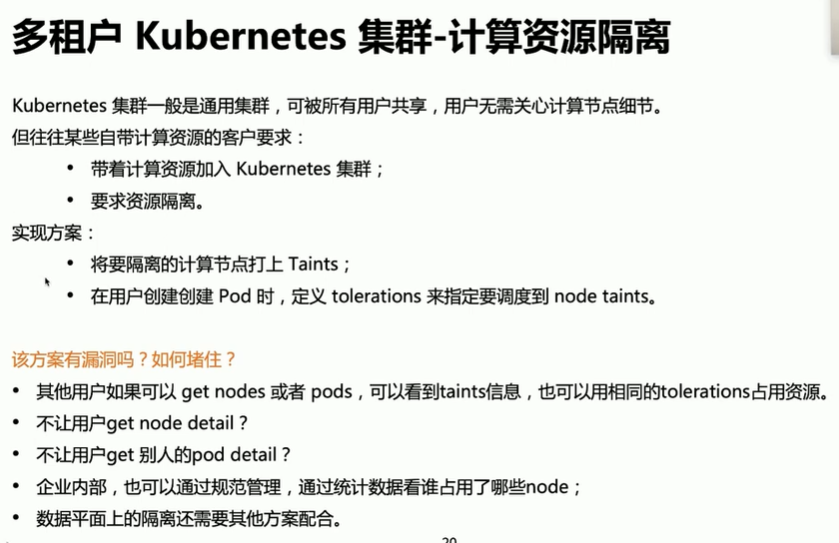 多租户 Kubernetes 集群-计算资源隔离
Kubernetes 集群一般是通用集群，可被所有用户共享，用户无需关心计算节点细节。
但往往某些自带计算资源的客户要求：
• 带着计算资源加入 Kubernetes 集群；
• 要求资源隔离。
实现方案：
• 将要隔离的计算节点打上 Taints；
• 在用户创建创建 Pod 时，定义 tolerations 来指定要调度到 node taints。
该方案有漏洞吗？如何堵住？
• 其他用户如果可以 get nodes 或者 pods，可以看到taints信息，也可以用相同的tolerations占用资源。
• 不让用户get node detail？
• 不让用户get 别人的pod detail？
• 企业内部，也可以通过规范管理，通过统计数据看谁占用了哪些node；
• 数据平面上的隔离还需要其他方案配合。
20